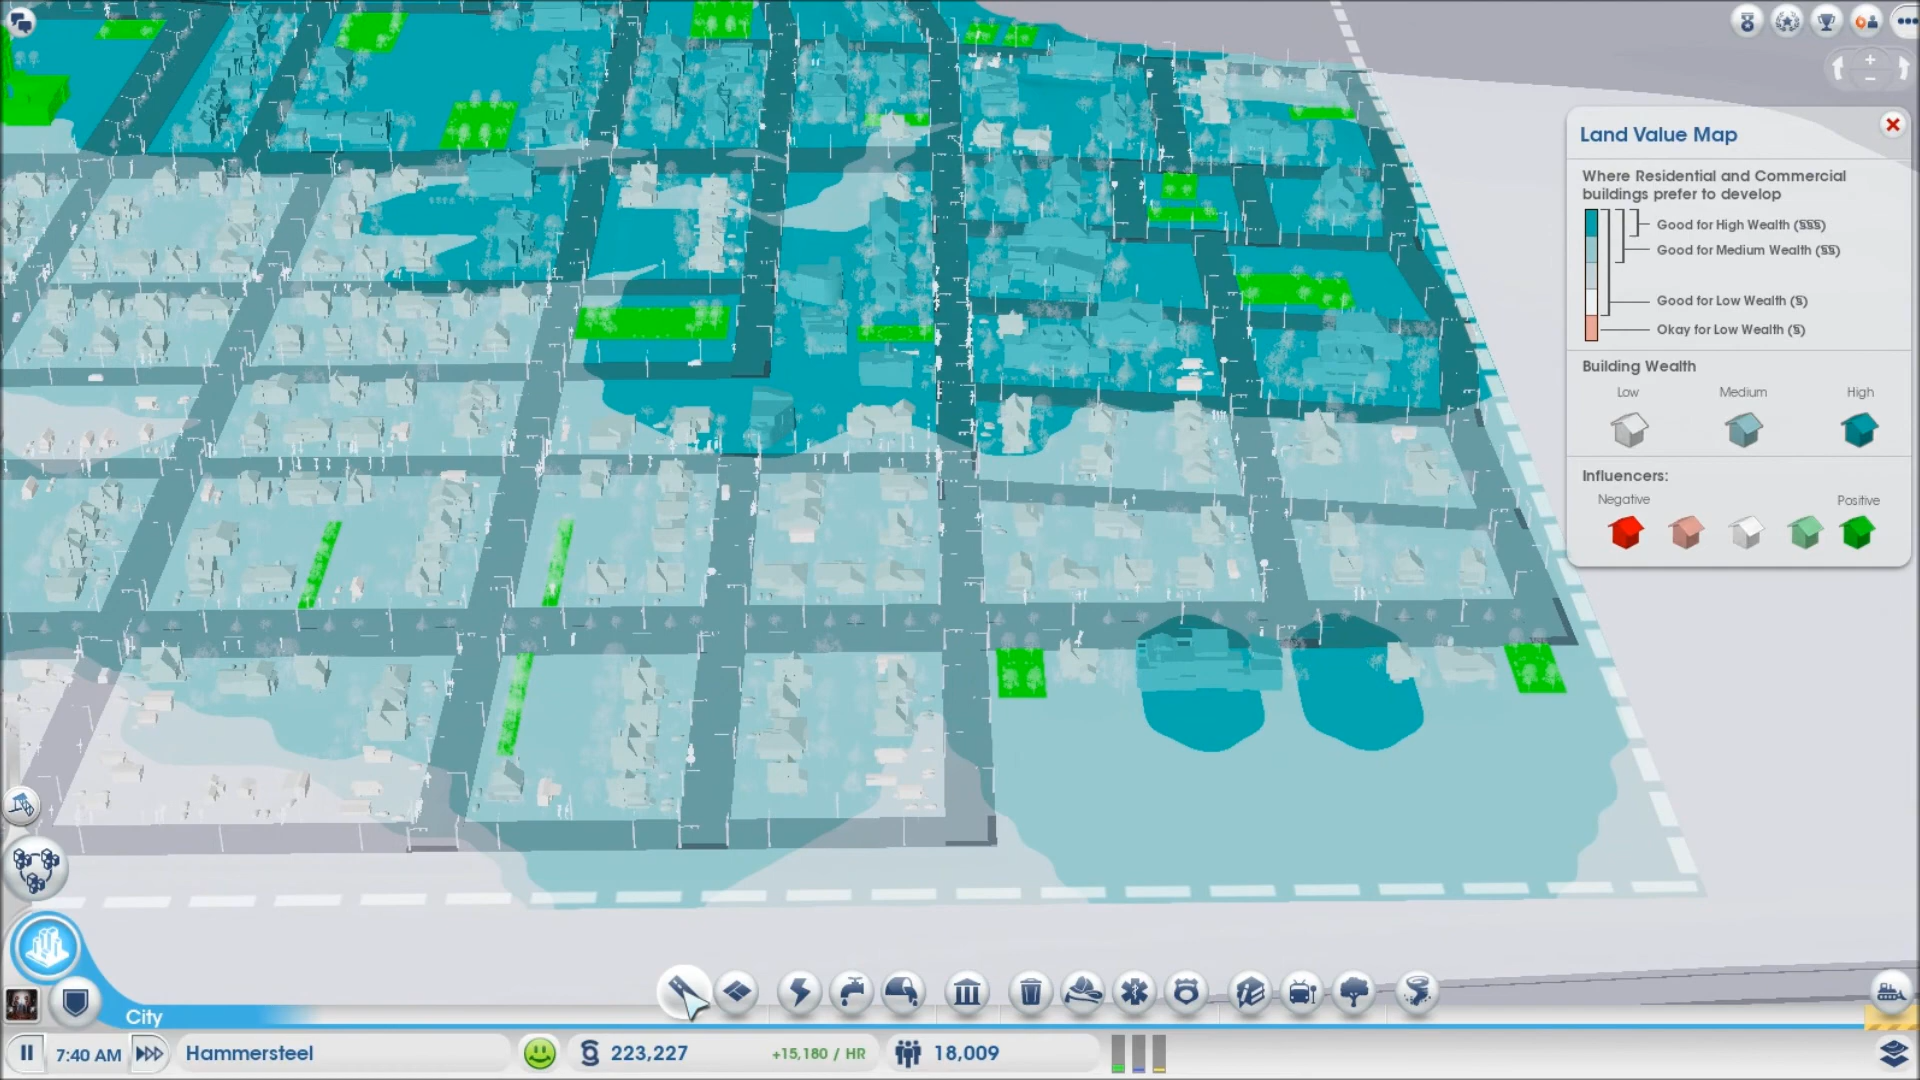 Land Value Map
Where Residential and Commercial
buildings prefer to develop
Good for High Wealth (§§§)
Good for Medium Wealth (§§)
Good for Low Wealth (§)
Okay for Low Wealth (§)
Building Wealth
Low Medium High
Influencers:
Negative Positive
City
7:40 AM Hammersteel 223,227 +15,180 / HR 18,009